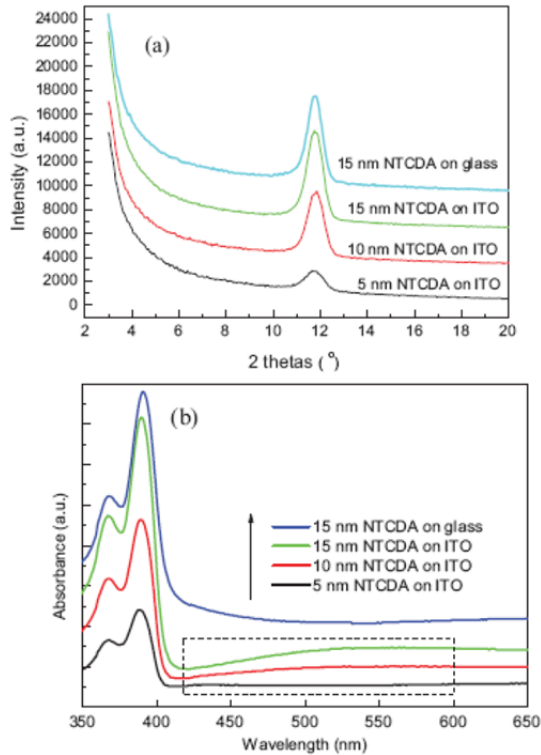 24000
22000
20000
18000
16000
14000
12000
10000
8000
6000
4000
2000
0
Intensity (a.u.)
(a)
15 nm NTCDA on glass
15 nm NTCDA on ITO
10 nm NTCDA on ITO
5 nm NTCDA on ITO
2 4 6 8 10 12 14 16 18 20
2 thetas (°)
(b)
Absorbance (a.u.)
15 nm NTCDA on glass
15 nm NTCDA on ITO
10 nm NTCDA on ITO
5 nm NTCDA on ITO
350 400 450 500 550 600 650
Wavelength (nm)